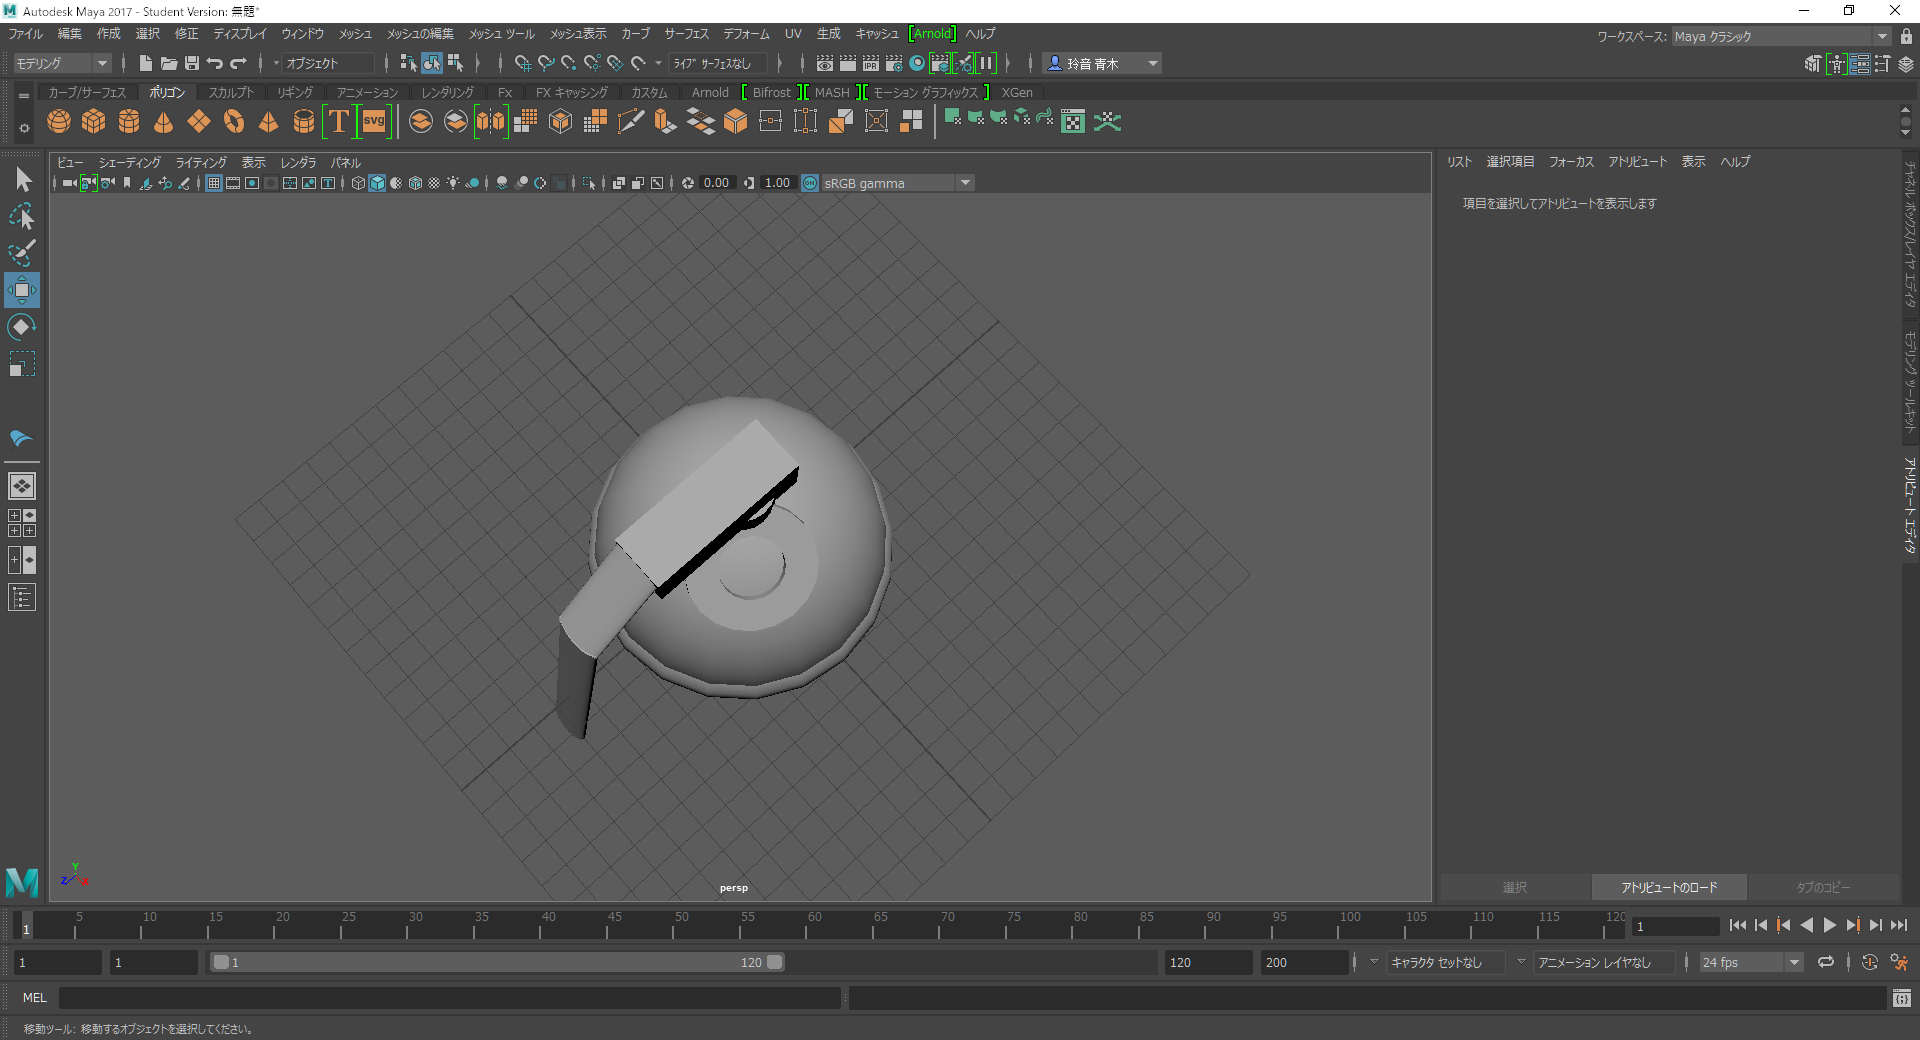 Autodesk Maya 2017 - Student Version: 無題*
ファイル 編集 作成 選択 修正 ディスプレイ ウィンドウ メッシュ メッシュの編集 メッシュ ツール メッシュ表示 カーブ サーフェス デフォーム UV 生成 キャッシュ [Arnold] ヘルプ
ワークスペース: Maya クラシック
モデリング オブジェクト ライブ サーフェスなし IPR 玲音 青木
カーブ/サーフェス ポリゴン スカルプト リギング アニメーション レンダリング Fx FX キャッシング カスタム Arnold [ Bifrost ][ MASH ][ モーション グラフィックス ] XGen
T svg
ビュー シェーディング ライティング 表示 レンダラ パネル
0.00 1.00 ON sRGB gamma
リスト 選択項目 フォーカス アトリビュート 表示 ヘルプ
項目を選択してアトリビュートを表示します
チャネル ボックス/レイヤ エディタ
モデリング ツールキット
アトリビュート エディタ
Y
Z X
persp
選択 アトリビュートのロード タブのコピー
5 10 15 20 25 30 35 40 45 50 55 60 65 70 75 80 85 90 95 100 105 110 115 120
1 1
1 1 1 120 120 200 キャラクタ セットなし アニメーション レイヤなし 24 fps
MEL
移動ツール: 移動するオブジェクトを選択してください。